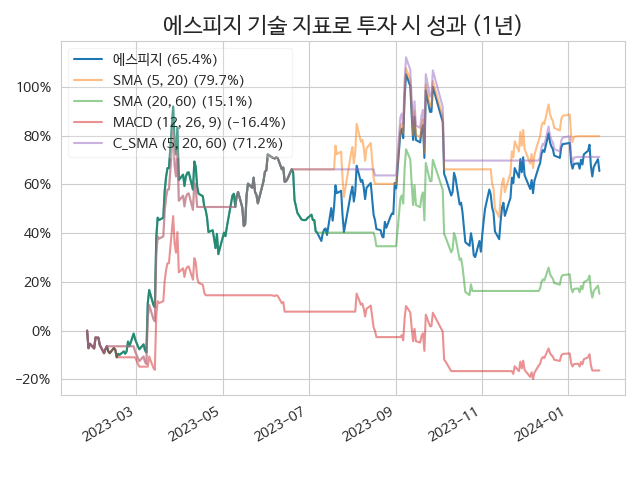 에스피지 기술 지표로 투자 시 성과 (1년)
에스피지 (65.4%)
SMA (5, 20) (79.7%)
SMA (20, 60) (15.1%)
MACD (12, 26, 9) (−16.4%)
C_SMA (5, 20, 60) (71.2%)
100%
80%
60%
40%
20%
0%
−20%
2023−03
2023−05
2023−07
2023−09
2023−11
2024−01